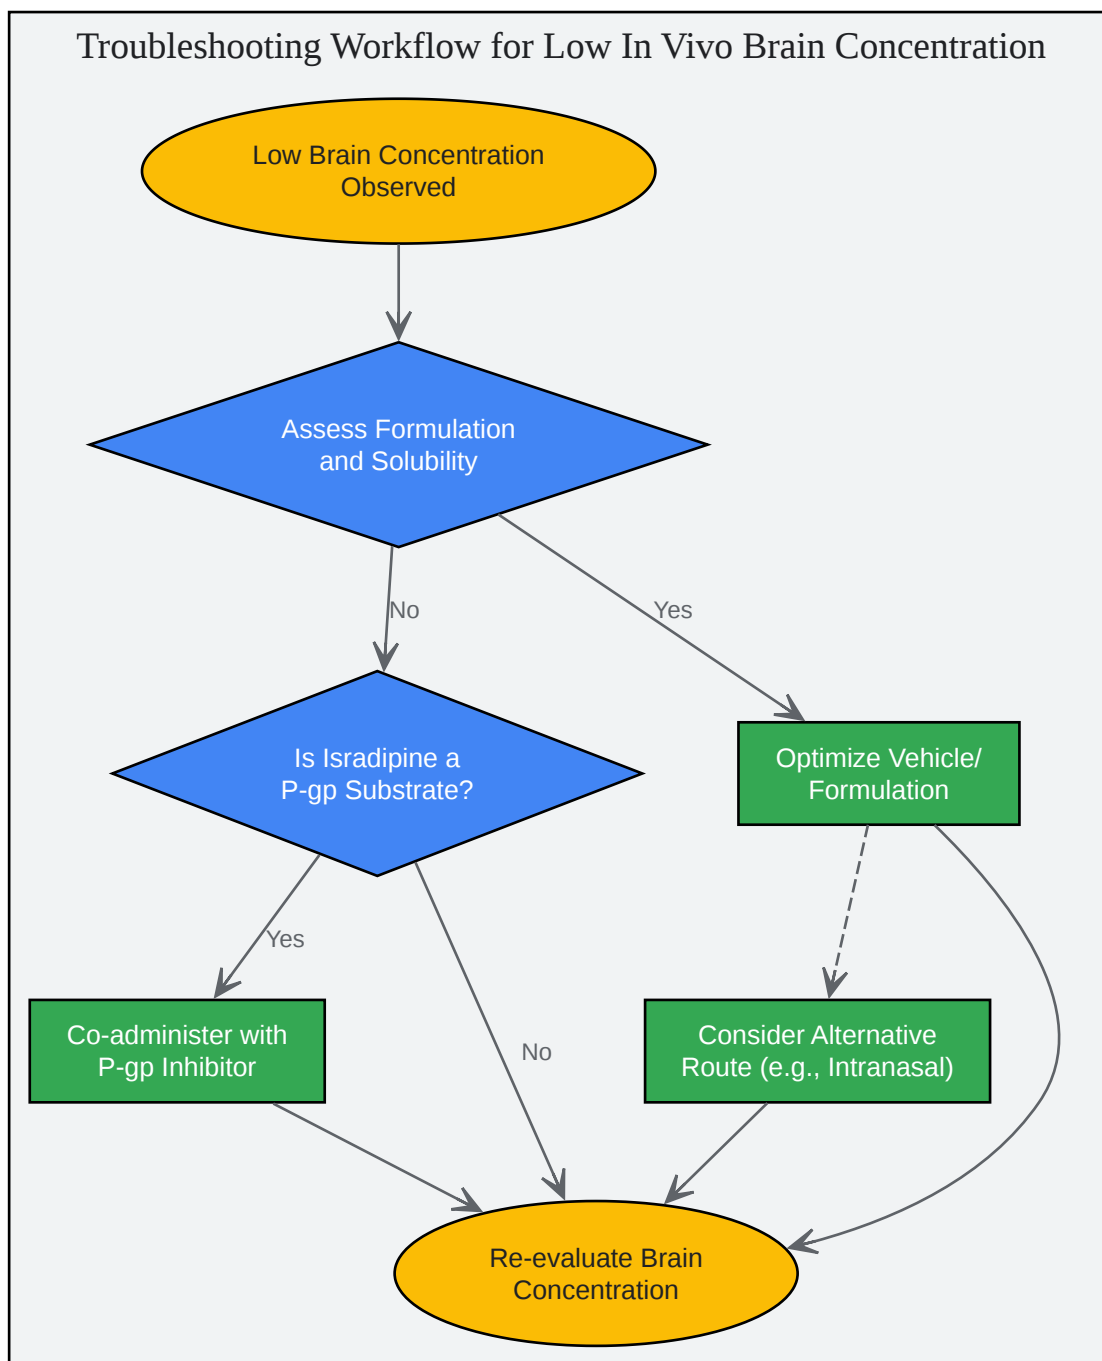 Troubleshooting Workflow for Low In Vivo Brain Concentration
Low Brain Concentration
Observed
Assess Formulation
and Solubility
No
Yes
Is Isradipine a
P-gp Substrate?
Optimize Vehicle/
Formulation
Yes
Co-administer with
P-gp Inhibitor
No
Consider Alternative
Route (e.g., Intranasal)
Re-evaluate Brain
Concentration